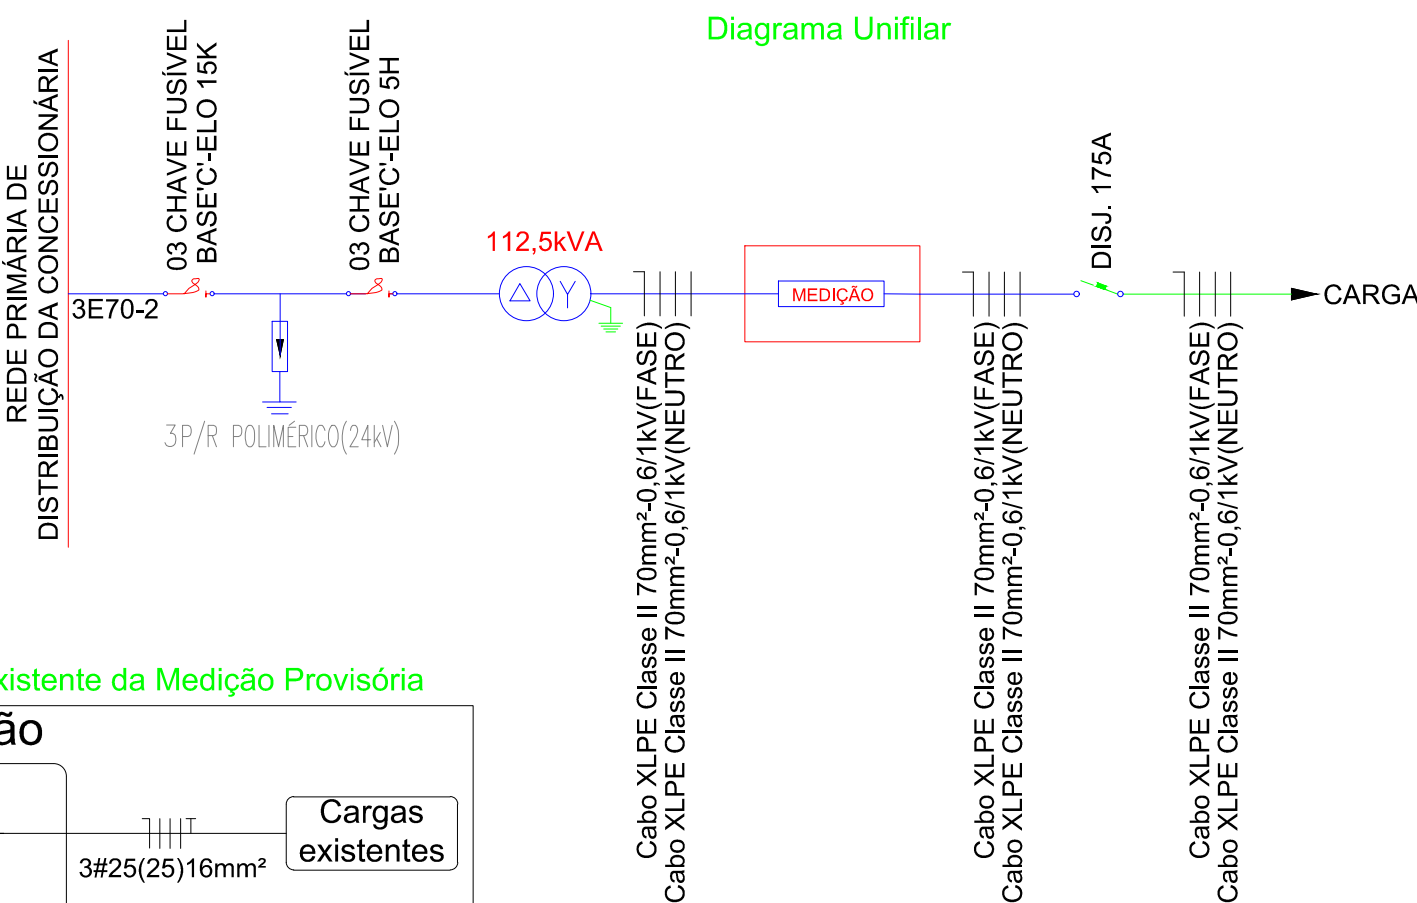 Diagrama Unifilar
REDE PRIMÁRIA DE
DISTRIBUIÇÃO DA CONCESSIONÁRIA
03 CHAVE FUSÍVEL
BASE'C'-ELO 15K
03 CHAVE FUSÍVEL
BASE'C'-ELO 5H
3E70-2
3P/R POLIMÉRICO(24kV)
112,5kVA
Y
Cabo XLPE Classe II 70mm²-0,6/1kV(FASE)
Cabo XLPE Classe II 70mm²-0,6/1kV(NEUTRO)
MEDIÇÃO
Cabo XLPE Classe II 70mm²-0,6/1kV(FASE)
Cabo XLPE Classe II 70mm²-0,6/1kV(NEUTRO)
DISJ. 175A
Cabo XLPE Classe II 70mm²-0,6/1kV(FASE)
Cabo XLPE Classe II 70mm²-0,6/1kV(NEUTRO)
CARGA
xistente da Medição Provisória
ão
3#25(25)16mm²
Cargas
existentes